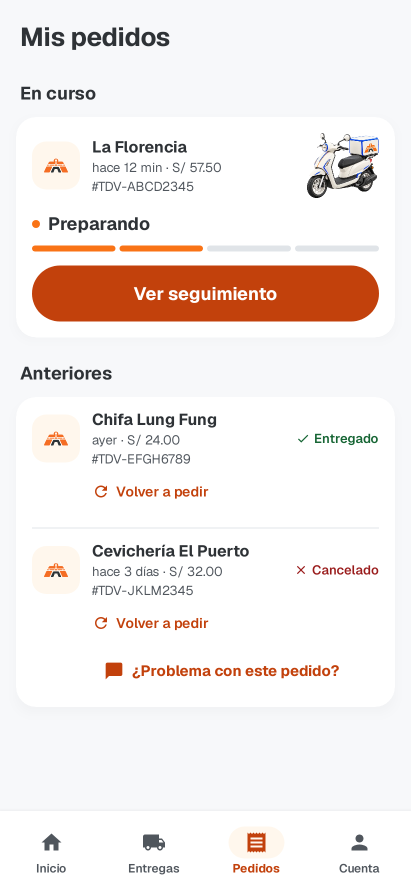 Mis pedidos
En curso
La Florencia
hace 12 min · S/ 57.50
#TDV-ABCD2345
Preparando
Ver seguimiento
Anteriores
Chifa Lung Fung
ayer · S/ 24.00
#TDV-EFGH6789
Entregado
Volver a pedir
Cevichería El Puerto
hace 3 días · S/ 32.00
#TDV-JKLM2345
Cancelado
Volver a pedir
¿Problema con este pedido?
Inicio
Entregas
Pedidos
Cuenta